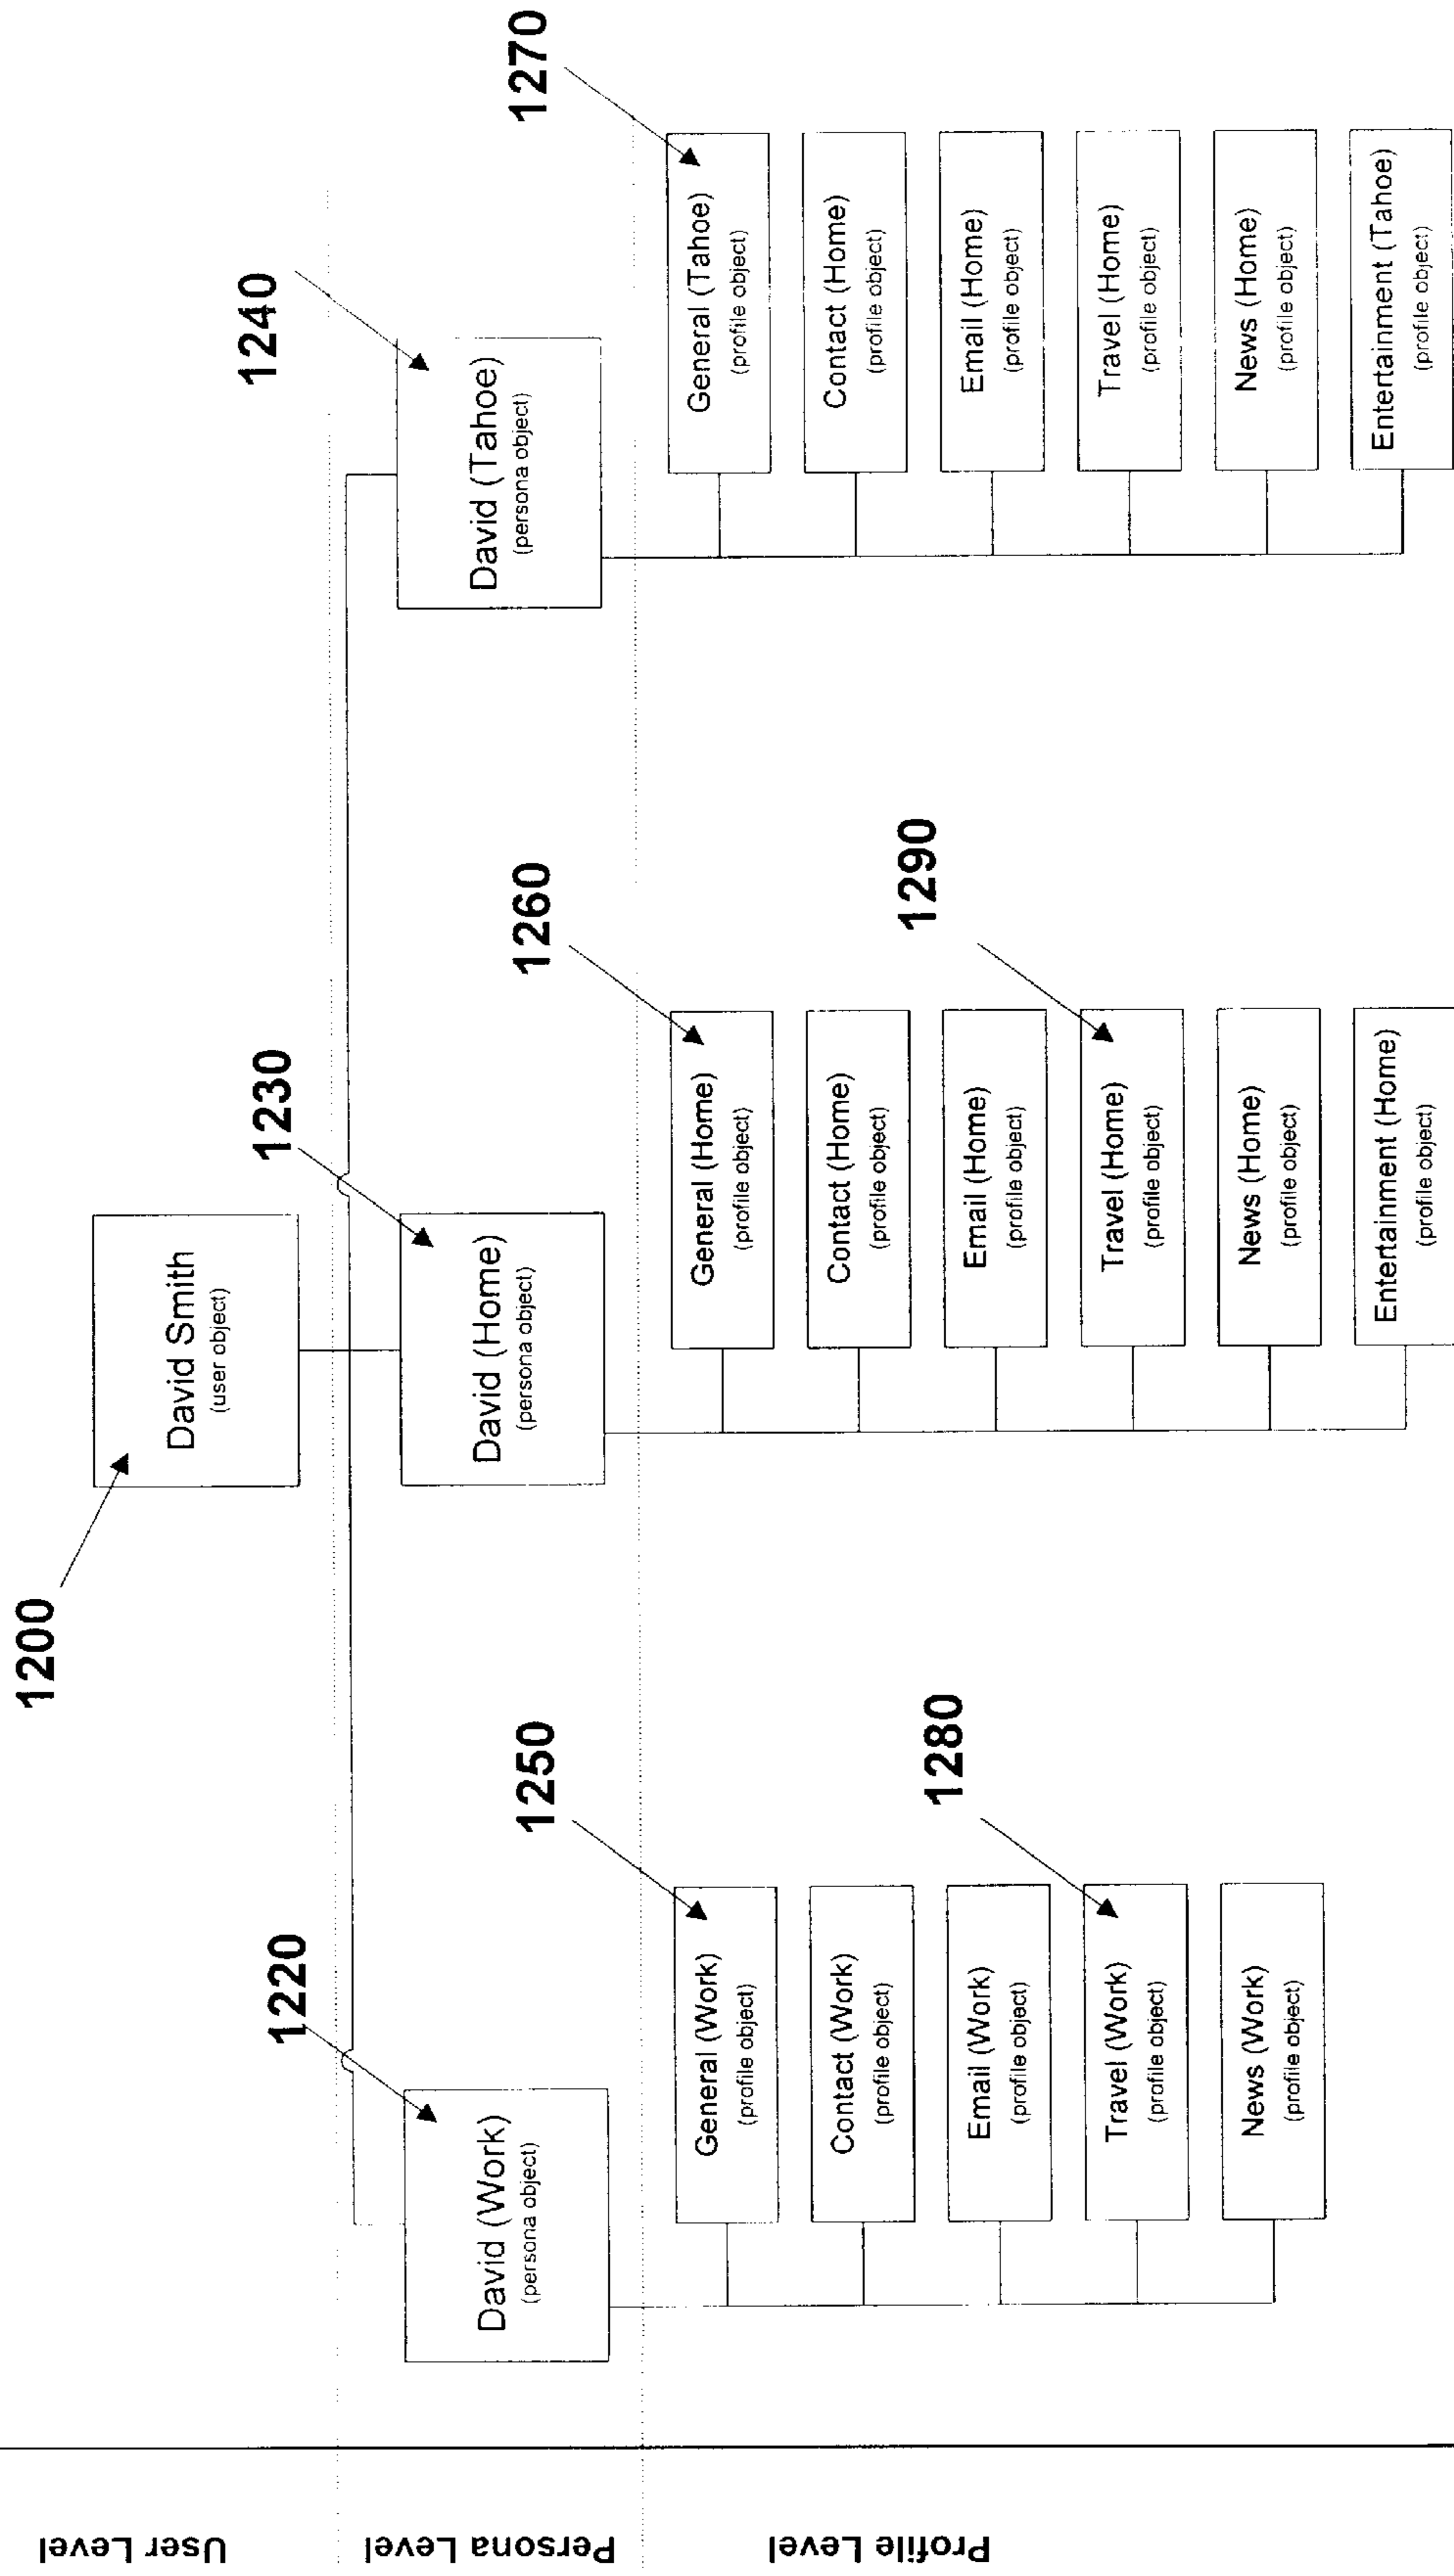 User Level
Persona Level
Profile Level
1200
David Smith
(user object)
1220
David (Work)
(persona object)
1230
David (Home)
(persona object)
1240
David (Tahoe)
(persona object)
1250
General (Work)
(profile object)
Contact (Work)
(profile object)
Email (Work)
(profile object)
1280
Travel (Work)
(profile object)
News (Work)
(profile object)
1260
General (Home)
(profile object)
Contact (Home)
(profile object)
Email (Home)
(profile object)
1290
Travel (Home)
(profile object)
News (Home)
(profile object)
Entertainment (Home)
(profile object)
1270
General (Tahoe)
(profile object)
Contact (Home)
(profile object)
Email (Home)
(profile object)
Travel (Home)
(profile object)
News (Home)
(profile object)
Entertainment (Tahoe)
(profile object)